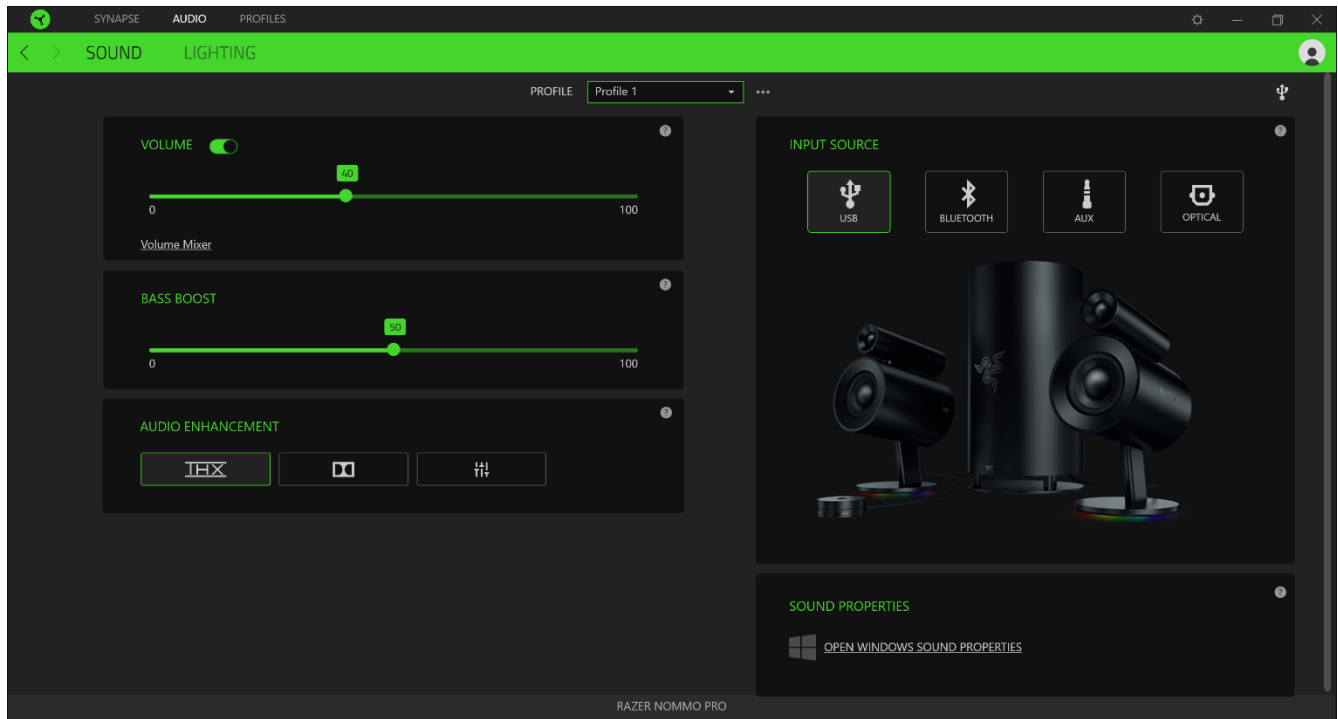 SYNAPSE AUDIO PROFILES
SOUND LIGHTING
PROFILE Profile 1
VOLUME
40
0 100
Volume Mixer
BASS BOOST
50
0 100
AUDIO ENHANCEMENT
THX
INPUT SOURCE
USB BLUETOOTH AUX OPTICAL
SOUND PROPERTIES
OPEN WINDOWS SOUND PROPERTIES
RAZER NOMMO PRO